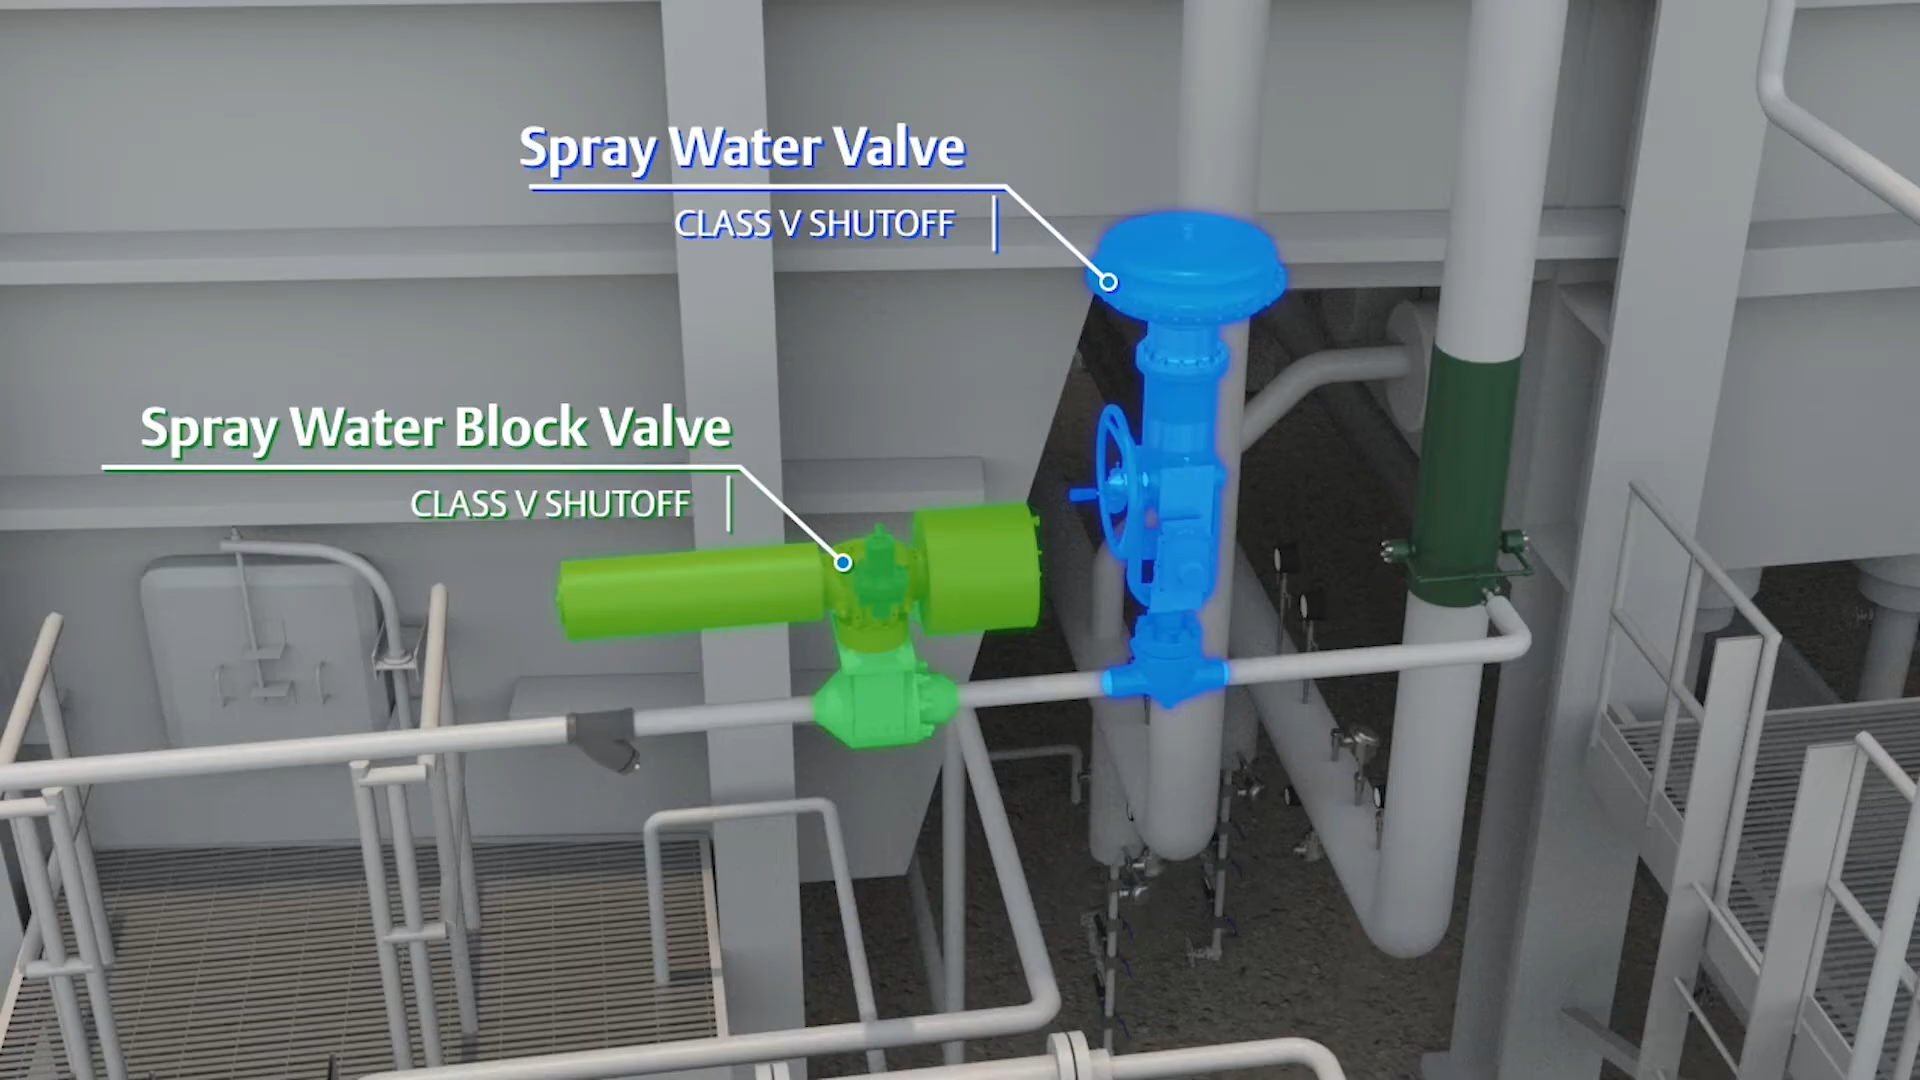 Spray Water Valve
CLASS V SHUTOFF
Spray Water Block Valve
CLASS V SHUTOFF